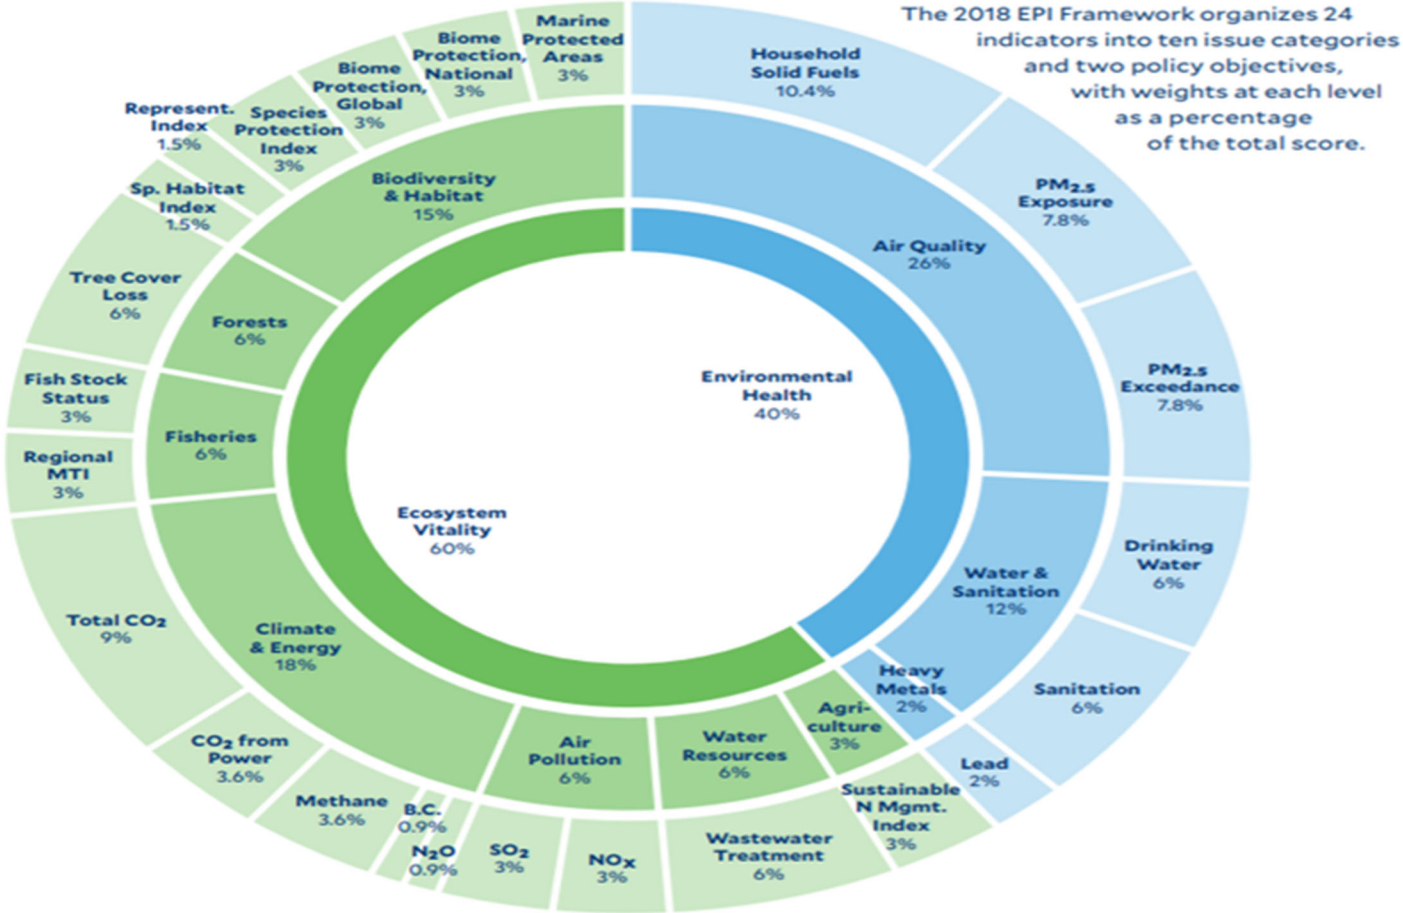 The 2018 EPI Framework organizes 24
indicators into ten issue categories
and two policy objectives,
with weights at each level
as a percentage
of the total score.
Marine
Protected
Areas
3%
Biome
Protection,
National
3%
Biome
Protection,
Global
3%
Species
Protection
Index
3%
Represent.
Index
1.5%
Sp. Habitat
Index
1.5%
Tree Cover
Loss
6%
Fish Stock
Status
3%
Regional
MTI
3%
Total CO₂
9%
CO₂ from
Power
3.6%
Methane
3.6%
B.C.
0.9%
N₂O
0.9%
SO₂
3%
NOₓ
3%
Wastewater
Treatment
6%
Sustainable
N Mgmt.
Index
3%
Lead
2%
Sanitation
6%
Drinking
Water
6%
PM₂.₅
Exceedance
7.8%
PM₂.₅
Exposure
7.8%
Household
Solid Fuels
10.4%
Biodiversity
& Habitat
15%
Forests
6%
Fisheries
6%
Climate
& Energy
18%
Air
Pollution
6%
Water
Resources
6%
Agri-
culture
3%
Heavy
Metals
2%
Water &
Sanitation
12%
Air Quality
26%
Environmental
Health
40%
Ecosystem
Vitality
60%